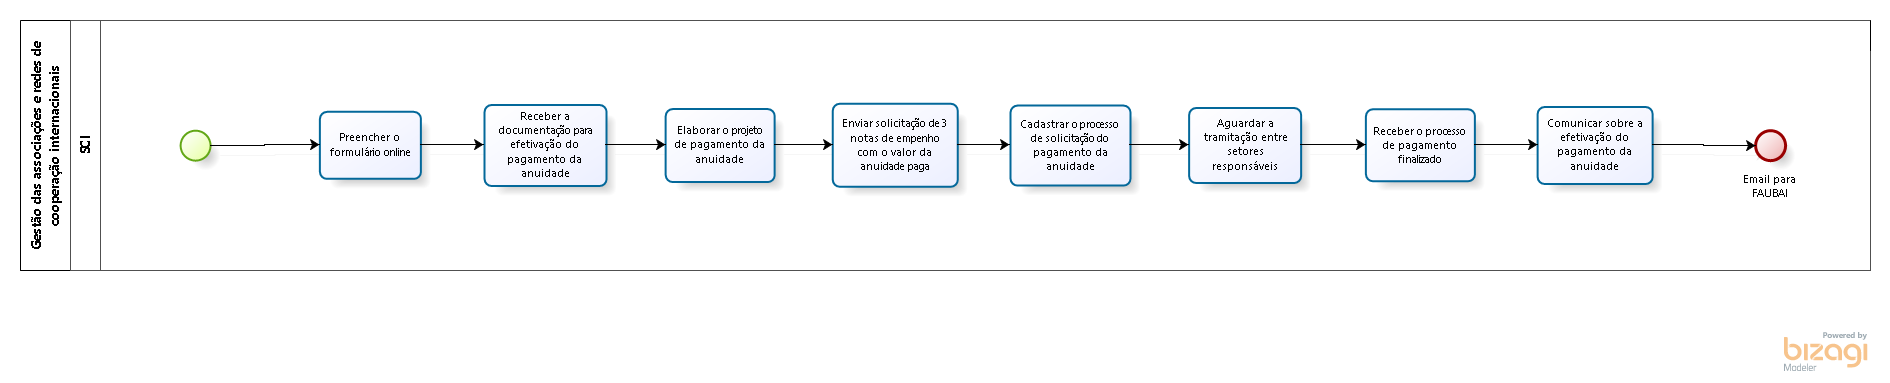 Gestão das associações e redes de
cooperação internacionais
SCI
Preencher o
formulário online
Receber a
documentação para
efetivação do
pagamento da
anuidade
Elaborar o projeto
de pagamento da
anuidade
Enviar solicitação de 3
notas de empenho
com o valor da
anuidade paga
Cadastrar o processo
de solicitação do
pagamento da
anuidade
Aguardar a
tramitação entre
setores
responsáveis
Receber o processo
de pagamento
finalizado
Comunicar sobre a
efetivação do
pagamento da
anuidade
Email para
FAUBAI
Powered by
bizagi
Modeler